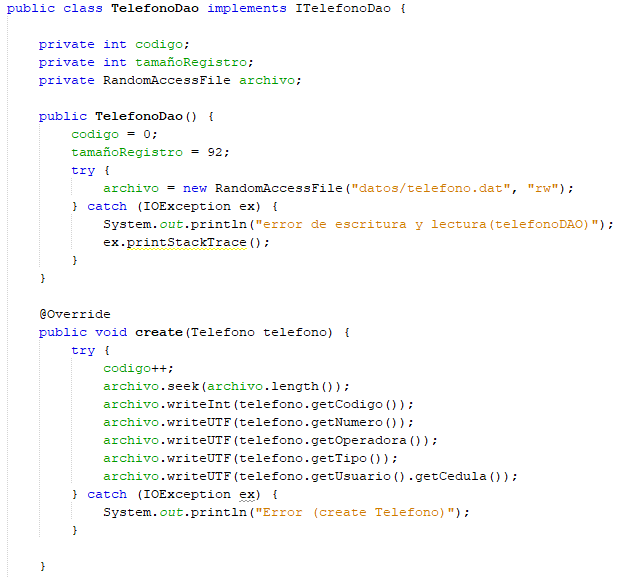 public class TelefonoDao implements ITelefonoDao {
private int codigo;
private int tamañoRegistro;
private RandomAccessFile archivo;
public TelefonoDao() {
codigo = 0;
tamañoRegistro = 92;
try {
archivo = new RandomAccessFile("datos/telefono.dat", "rw");
} catch (IOException ex) {
System.out.println("error de escritura y lectura(telefonoDAO)");
ex.printStackTrace();
}
}
@Override
public void create(Telefono telefono) {
try {
codigo++;
archivo.seek(archivo.length());
archivo.writeInt(telefono.getCodigo());
archivo.writeUTF(telefono.getNumero());
archivo.writeUTF(telefono.getOperadora());
archivo.writeUTF(telefono.getTipo());
archivo.writeUTF(telefono.getUsuario().getCedula());
} catch (IOException ex) {
System.out.println("Error (create Telefono)");
}
}